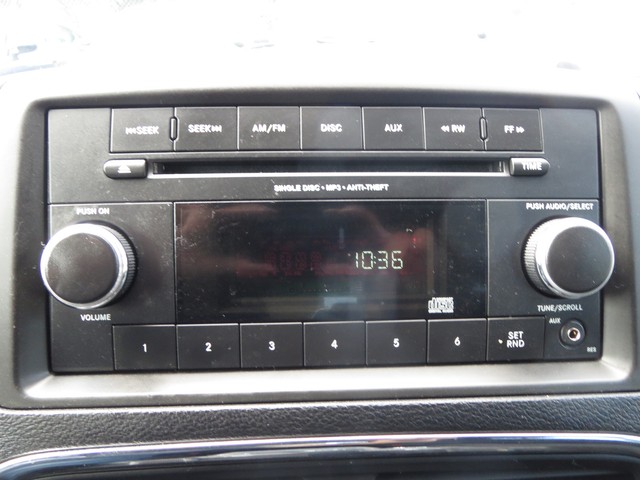 ⏮SEEK SEEK⏭ AM/FM DISC AUX ◀◀ RW FF ▶▶
TIME
SINGLE DISC • MP3 • ANTI-THEFT
PUSH ON
PUSH AUDIO/SELECT
10:36
VOLUME
TUNE/SCROLL
AUX
1 2 3 4 5 6 SET
RND
RES